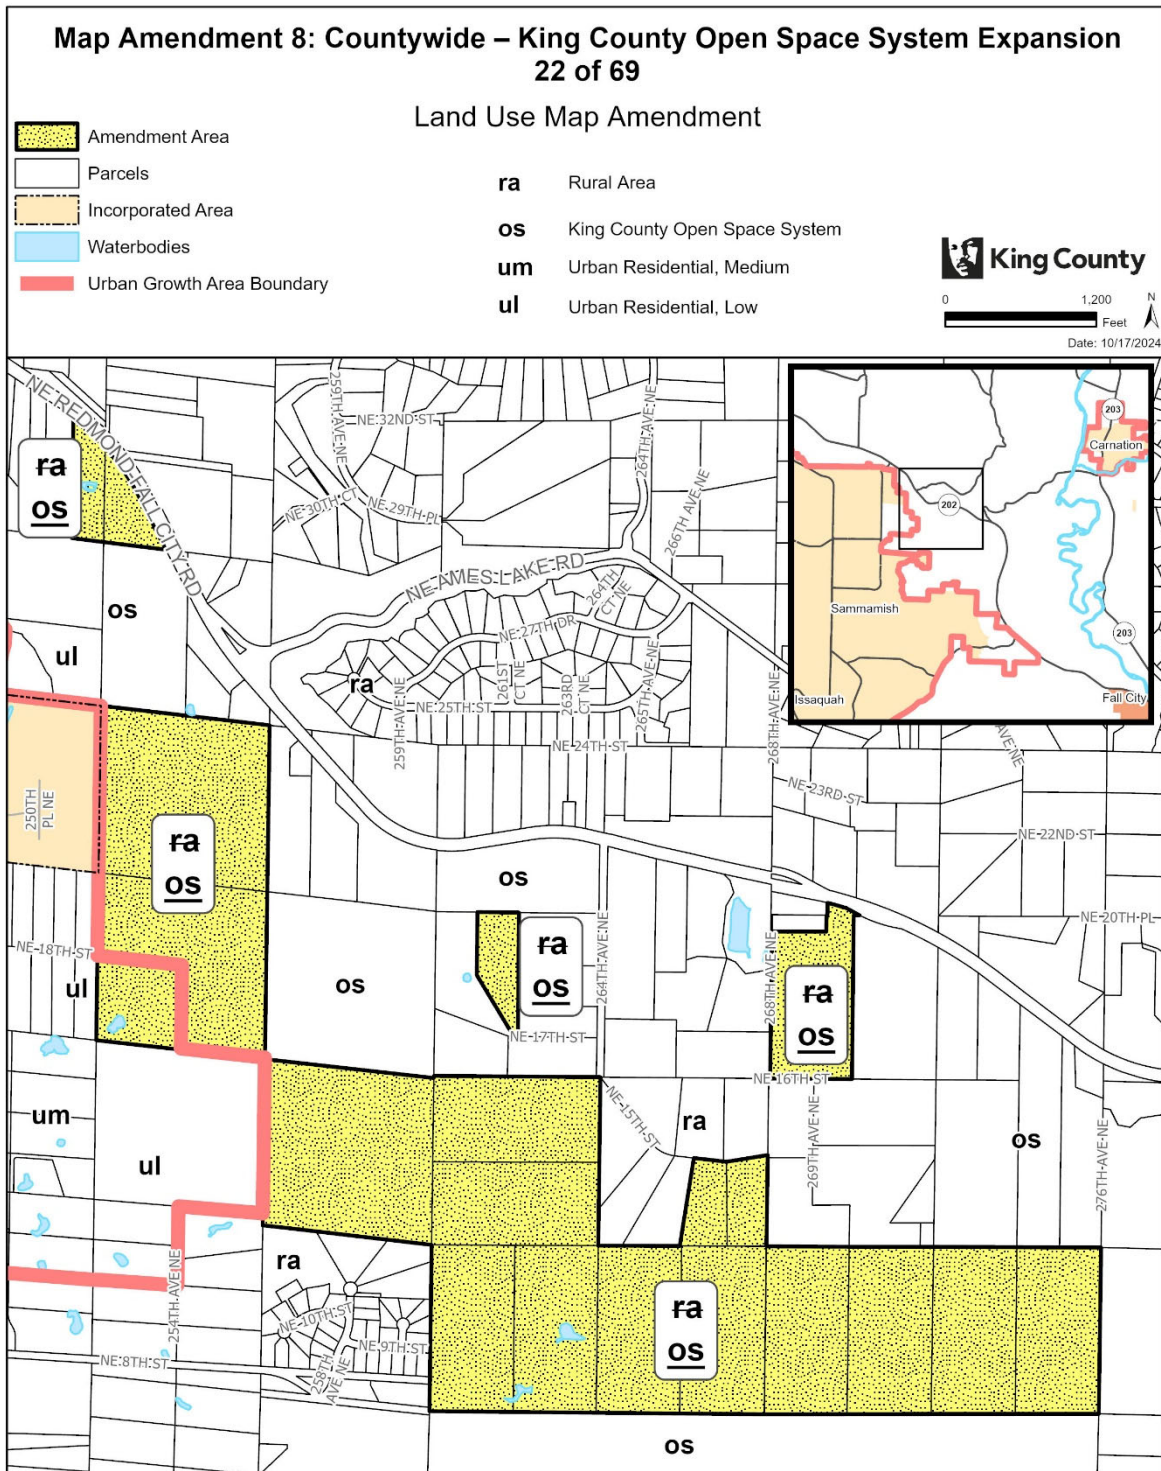 Map Amendment 8: Countywide – King County Open Space System Expansion
22 of 69
Land Use Map Amendment
Amendment Area
Parcels
Incorporated Area
Waterbodies
Urban Growth Area Boundary
ra Rural Area
os King County Open Space System
um Urban Residential, Medium
ul Urban Residential, Low
King County
0 1,200
Feet
N
Date: 10/17/2024
NE REDMOND-FALL CITY RD
259TH AVE NE
NE 32ND ST
264TH AVE NE
NE 30TH CT
NE 29TH PL
266TH AVE NE
ra
os
NE AMES LAKE RD
264TH
CT NE
NE 27TH DR
os
ul
ra
261ST
CT NE
263RD
CT NE
265TH AVE NE
259TH AVE NE
NE 25TH ST
NE 24TH ST
268TH AVE NE
AVE NE
NE 23RD ST
NE 22ND ST
203
Carnation
202
Sammamish
203
Issaquah
Fall City
250TH
PL NE
ra
os
os
NE 20TH PL
NE 18TH ST
ul
os
ra
os
264TH AVE NE
268TH AVE NE
ra
os
NE 17TH ST
NE 16TH ST
NE 15TH ST
ra
269TH AVE NE
os
276TH AVE NE
um
ul
254TH AVE NE
ra
NE 10TH ST
NE 9TH ST
258TH
AVE NE
NE 8TH ST
ra
os
os